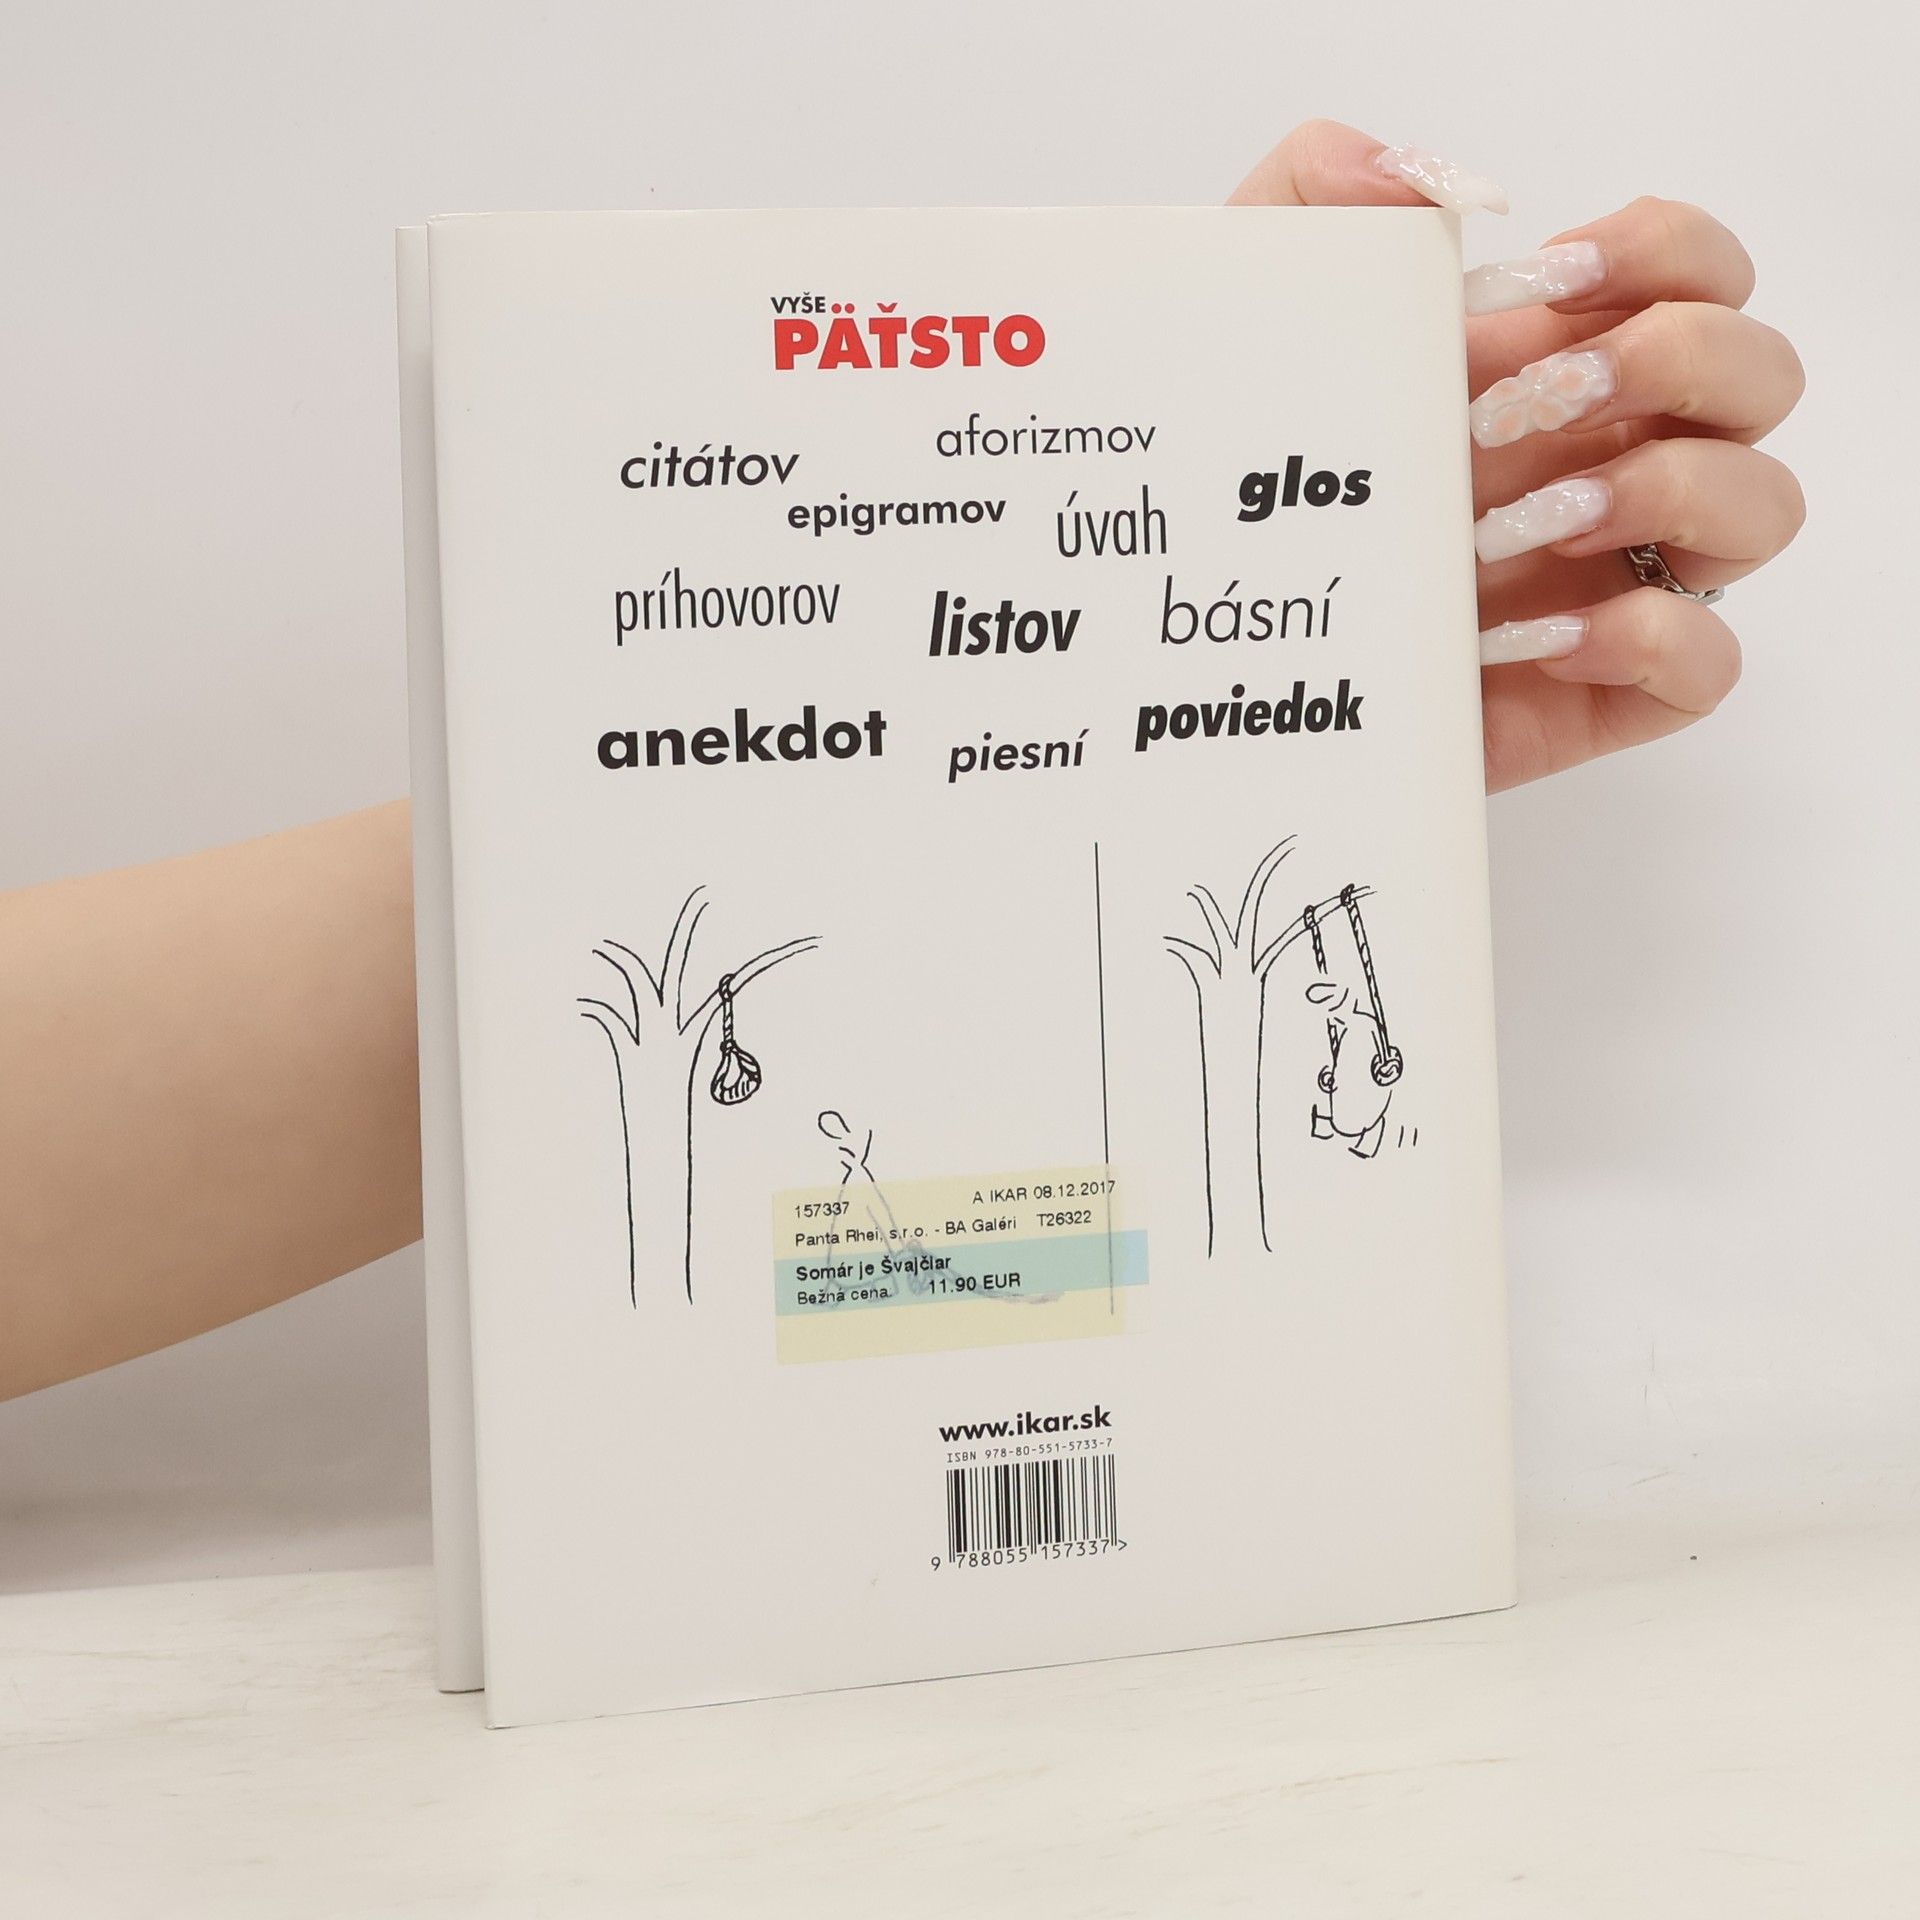 VYŠE
PÄŤSTO
citátov
aforizmov
epigramov
úvah
glos
príhovorov
listov
básní
anekdot
piesní
poviedok
157337 A IKAR 08.12.2017
Panta Rhei, s.r.o. - BA Galéri T26322
Somár je Švajčlar
Bežná cena. 11.90 EUR
www.ikar.sk
ISBN 978-80-551-5733-7
9 788055 157337 >